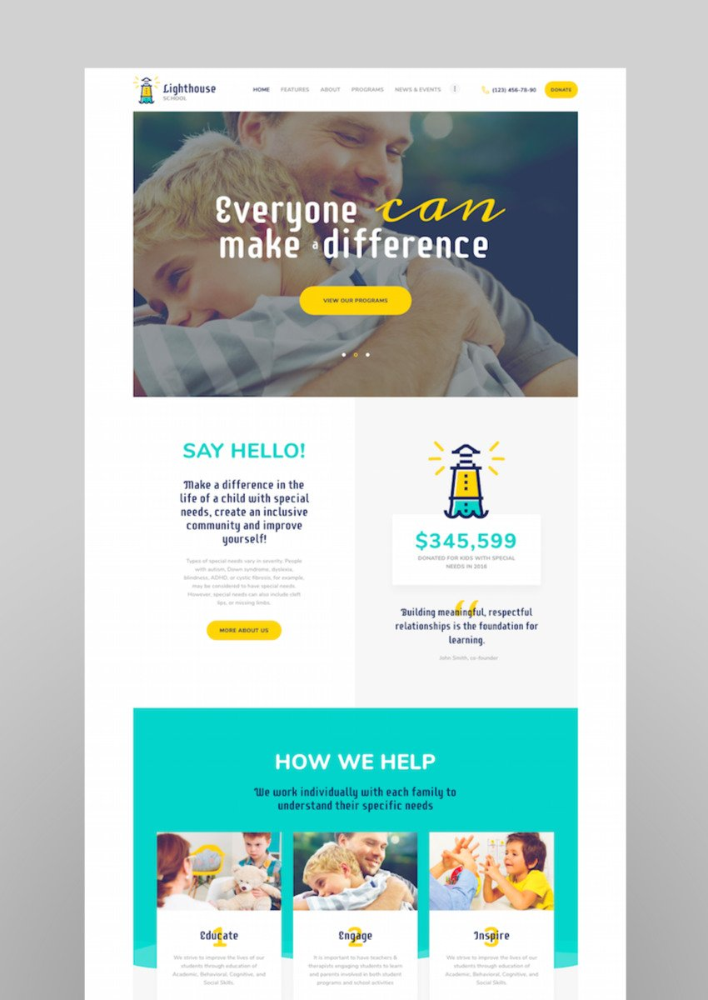 Lighthouse
SCHOOL
HOME FEATURES ABOUT PROGRAMS NEWS & EVENTS
(123) 456-78-90 DONATE
Everyone can
make a difference
VIEW OUR PROGRAMS
SAY HELLO!
Make a difference in the
life of a child with special
needs, create an inclusive
community and improve
yourself!
Types of special needs vary in severity. People
with autism, Down syndrome, dyslexia,
blindness, ADHD, or cystic fibrosis, for example,
may be considered to have special needs.
However, special needs can also include cleft
lips, or missing limbs.
MORE ABOUT US
$345,599
DONATED FOR KIDS WITH SPECIAL
NEEDS IN 2016
“
Building meaningful, respectful
relationships is the foundation for
learning.
John Smith, co-founder
HOW WE HELP
We work individually with each family to
understand their specific needs
1
Educate
We strive to improve the lives of our
students through education of
Academic, Behavioral, Cognitive, and
Social Skills.
2
Engage
It is important to have teachers &
therapists engaging students to learn
and parents involved in both student
programs and school activities
3
Inspire
We strive to improve the lives of our
students through education of
Academic, Behavioral, Cognitive, and
Social Skills.